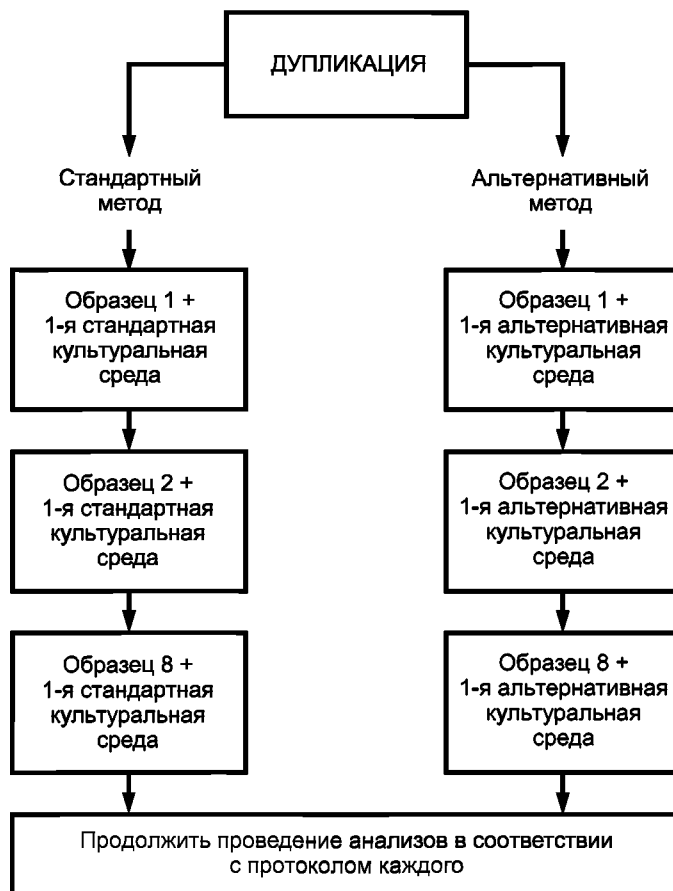 ДУПЛИКАЦИЯ
Стандартный
метод
Образец 1 +
1-я стандартная
культуральная
среда
Образец 2 +
1-я стандартная
культуральная
среда
Образец 8 +
1-я стандартная
культуральная
среда
Альтернативный
метод
Образец 1 +
1-я альтернативная
культуральная
среда
Образец 2 +
1-я альтернативная
культуральная
среда
Образец 8 +
1-я альтернативная
культуральная
среда
Продолжить проведение анализов в соответствии
с протоколом каждого